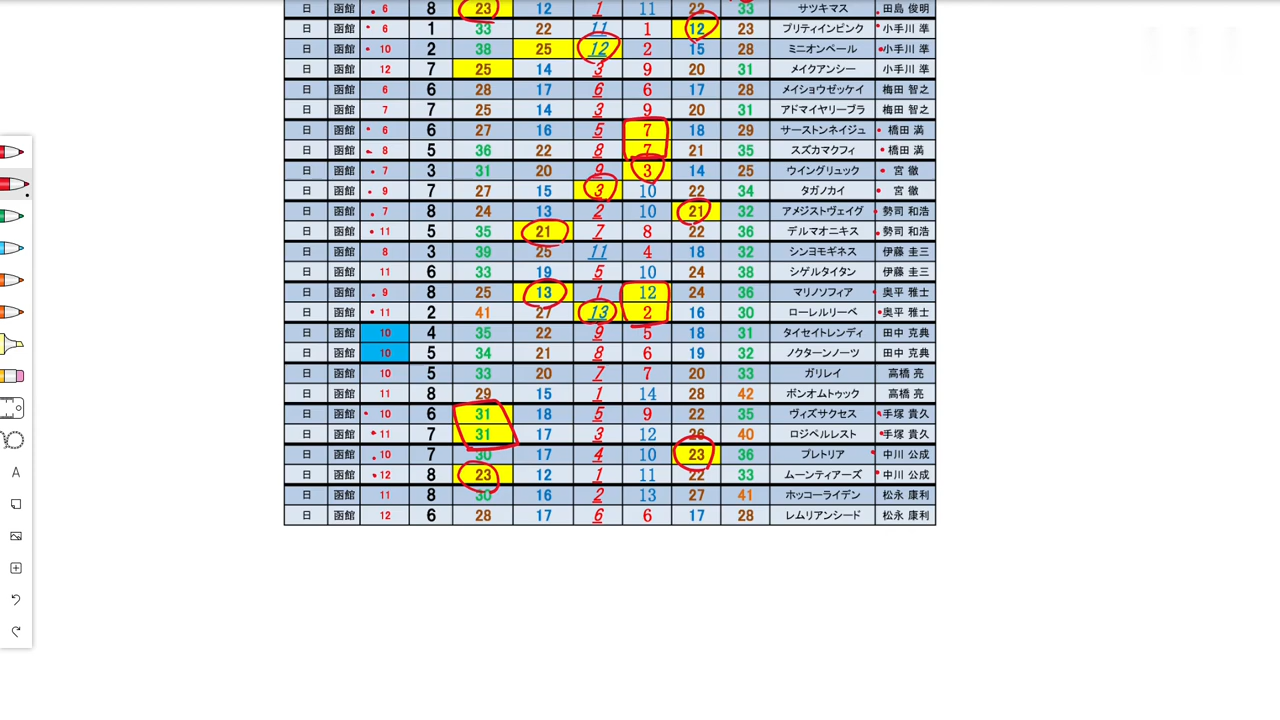 日 函館 6 8 23 12 1 11 22 33 サツキマス 田島 俊明
日 函館 6 1 33 22 11 1 12 23 プリティインピンク 小手川 準
日 函館 10 2 38 25 12 2 15 28 ミニオンペール 小手川 準
日 函館 12 7 25 14 3 9 20 31 メイクアンシー 小手川 準
日 函館 6 6 28 17 6 6 17 28 メイショウゼッケイ 梅田 智之
日 函館 7 7 25 14 3 9 20 31 アドマイヤリーブラ 梅田 智之
日 函館 6 6 27 16 5 7 18 29 サーストンネイジュ 橋田 満
日 函館 8 5 36 22 8 7 21 35 スズカマクフィ 橋田 満
日 函館 7 3 31 20 9 3 14 25 ウイングリュック 宮 徹
日 函館 9 7 27 15 3 10 22 34 タガノカイ 宮 徹
日 函館 7 8 24 13 2 10 21 32 アメジストヴェイグ 勢司 和浩
日 函館 11 5 35 21 7 8 22 36 デルマオニキス 勢司 和浩
日 函館 8 3 39 25 11 4 18 32 シンヨモギネス 伊藤 圭三
日 函館 11 6 33 19 5 10 24 38 シゲルタイタン 伊藤 圭三
日 函館 9 8 25 13 1 12 24 36 マリノソフィア 奥平 雅士
日 函館 11 2 41 27 13 2 16 30 ローレルリーベ 奥平 雅士
日 函館 10 4 35 22 9 5 18 31 タイセイトレンディ 田中 克典
日 函館 10 5 34 21 8 6 19 32 ノクターンノーツ 田中 克典
日 函館 10 5 33 20 7 7 20 33 ガリレイ 高橋 亮
日 函館 11 8 29 15 1 14 28 42 ボンオムトゥック 高橋 亮
日 函館 10 6 31 18 5 9 22 35 ヴィズサクセス 手塚 貴久
日 函館 11 7 31 17 3 12 26 40 ロジペルレスト 手塚 貴久
日 函館 10 7 30 17 4 10 23 36 プレトリア 中川 公成
日 函館 12 8 23 12 1 11 22 33 ムーンティアーズ 中川 公成
日 函館 11 8 30 16 2 13 27 41 ホッコーライデン 松永 康利
日 函館 12 6 28 17 6 6 17 28 レムリアンシード 松永 康利
A